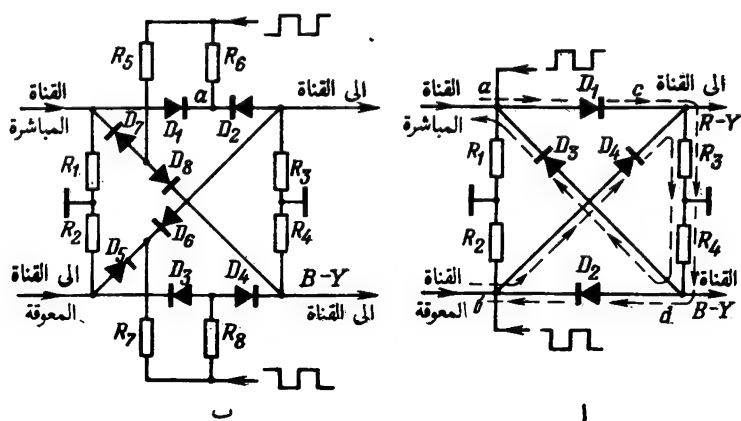 R5
R6
القناة
المباشرة
a
الى القناة
D7
D1
D2
D8
R1
R3
R2
D6
R4
D5
الى القناة
المعوقة
D3
D4
B-Y
الى القناة
R7
R8
ب
القناة
المباشرة
a
D1
c
الى القناة
R-Y
R1
D3
D4
R3
R2
R4
القناة
المعوقة
b
D2
d
القناة
B-Y
أ